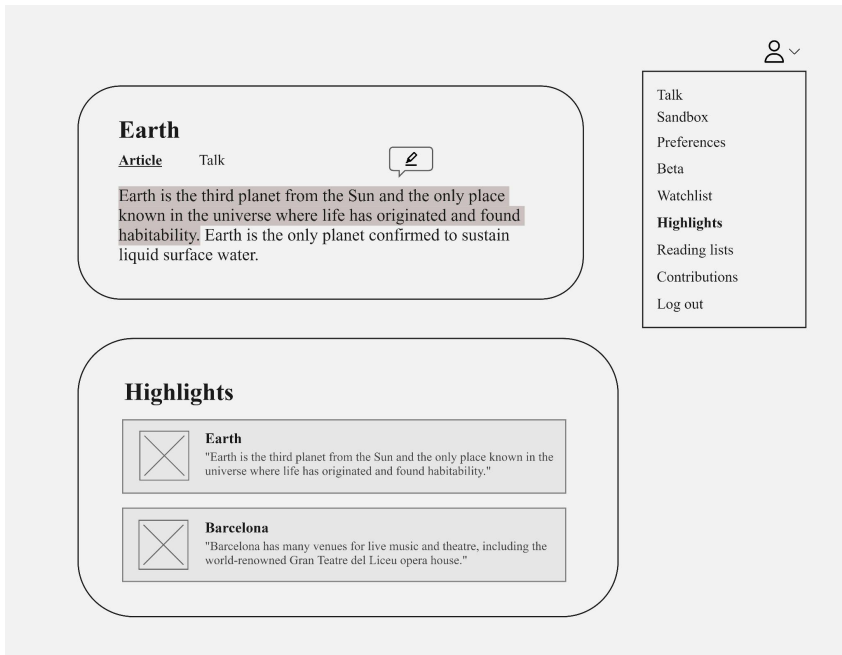 Earth
Article Talk
Earth is the third planet from the Sun and the only place
known in the universe where life has originated and found
habitability. Earth is the only planet confirmed to sustain
liquid surface water.
Talk
Sandbox
Preferences
Beta
Watchlist
Highlights
Reading lists
Contributions
Log out
Highlights
Earth
"Earth is the third planet from the Sun and the only place known in the
universe where life has originated and found habitability."
Barcelona
"Barcelona has many venues for live music and theatre, including the
world-renowned Gran Teatre del Liceu opera house."